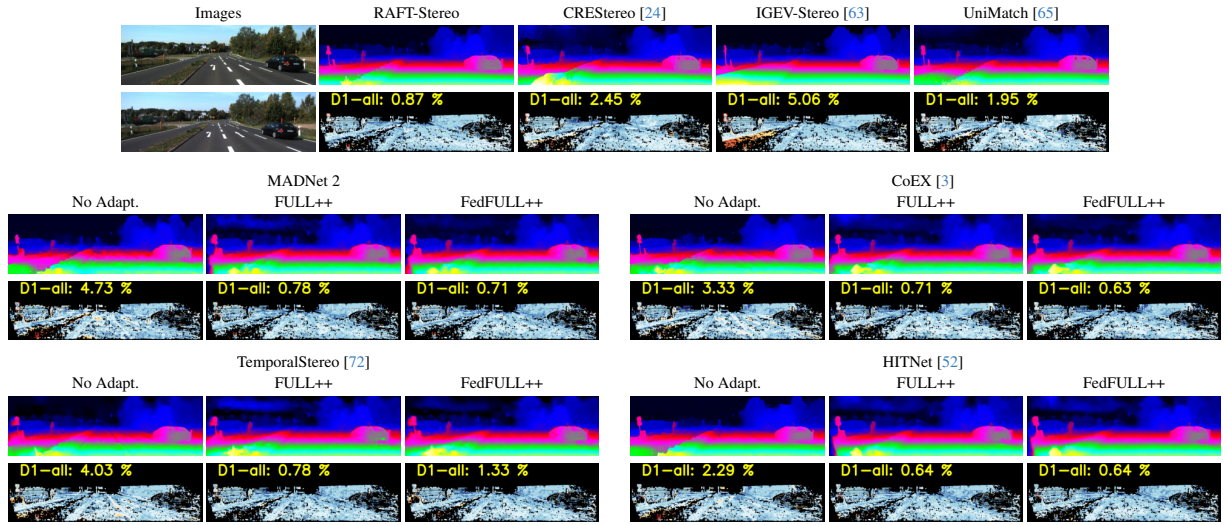 Images RAFT-Stereo CREStereo [24] IGEV-Stereo [63] UniMatch [65]
D1-all: 0.87 % D1-all: 2.45 % D1-all: 5.06 % D1-all: 1.95 %
MADNet 2 CoEX [3]
No Adapt. FULL++ FedFULL++ No Adapt. FULL++ FedFULL++
D1-all: 4.73 % D1-all: 0.78 % D1-all: 0.71 % D1-all: 3.33 % D1-all: 0.71 % D1-all: 0.63 %
TemporalStereo [72] HITNet [52]
No Adapt. FULL++ FedFULL++ No Adapt. FULL++ FedFULL++
D1-all: 4.03 % D1-all: 0.78 % D1-all: 1.33 % D1-all: 2.29 % D1-all: 0.64 % D1-all: 0.64 %